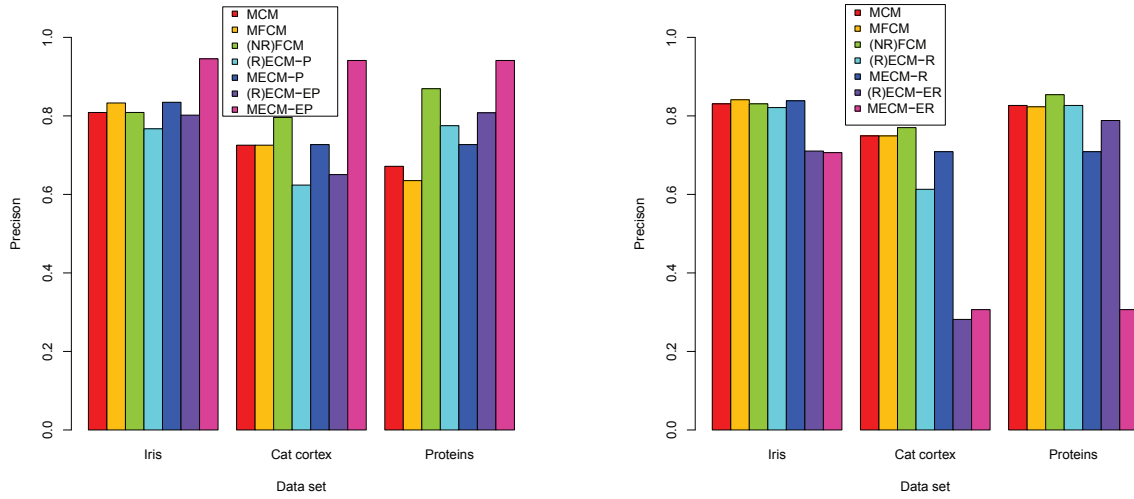 MCM
MFCM
(NR)FCM
(R)ECM−P
MECM−P
(R)ECM−EP
MECM−EP
1.0
0.8
0.6
0.4
0.2
0.0
Precison
Iris
Cat cortex
Proteins
Data set
MCM
MFCM
(NR)FCM
(R)ECM−R
MECM−R
(R)ECM−ER
MECM−ER
1.0
0.8
0.6
0.4
0.2
0.0
Precison
Iris
Cat cortex
Proteins
Data set